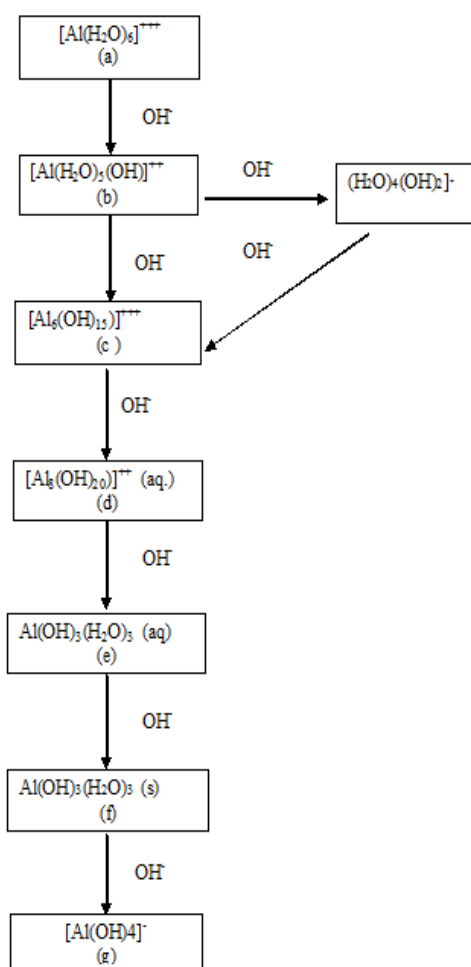 [Al(H₂O)₆]⁺⁺⁺
(a)
OH⁻
[Al(H₂O)₅(OH)]⁺⁺
(b)
OH⁻
(H₂O)₄(OH)₂]⁻
OH⁻
OH⁻
[Al₆(OH)₁₅)]⁺⁺⁺
(c )
OH⁻
[Al₈(OH)₂₀)]⁺⁺ (aq.)
(d)
OH⁻
Al(OH)₃(H₂O)₃ (aq)
(e)
OH⁻
Al(OH)₃(H₂O)₃ (s)
(f)
OH⁻
[Al(OH)4]⁻
(g)